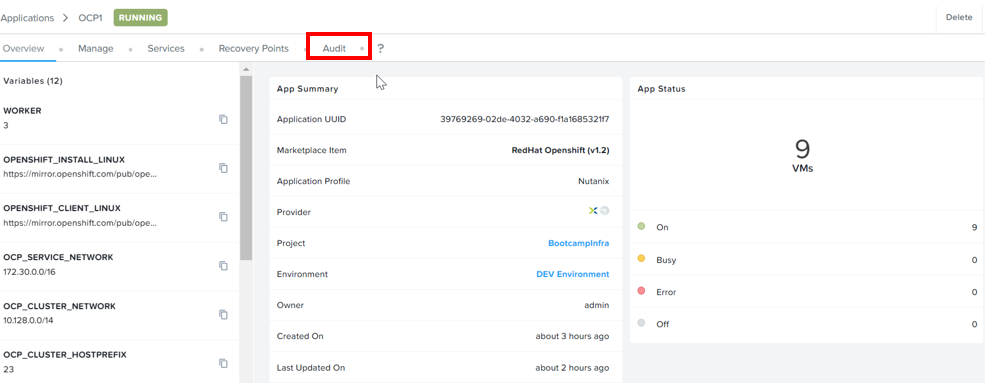 Applications > OCP1 RUNNING Delete
Overview Manage Services Recovery Points Audit ?
Variables (12)
WORKER
3
OPENSHIFT_INSTALL_LINUX
https://mirror.openshift.com/pub/ope...
OPENSHIFT_CLIENT_LINUX
https://mirror.openshift.com/pub/ope...
OCP_SERVICE_NETWORK
172.30.0.0/16
OCP_CLUSTER_NETWORK
10.128.0.0/14
OCP_CLUSTER_HOSTPREFIX
23
App Summary
Application UUID 39769269-02de-4032-a690-f1a1685321f7
Marketplace Item RedHat Openshift (v1.2)
Application Profile Nutanix
Provider
Project BootcampInfra
Environment DEV Environment
Owner admin
Created On about 3 hours ago
Last Updated On about 2 hours ago
App Status
9
VMs
On 9
Busy 0
Error 0
Off 0